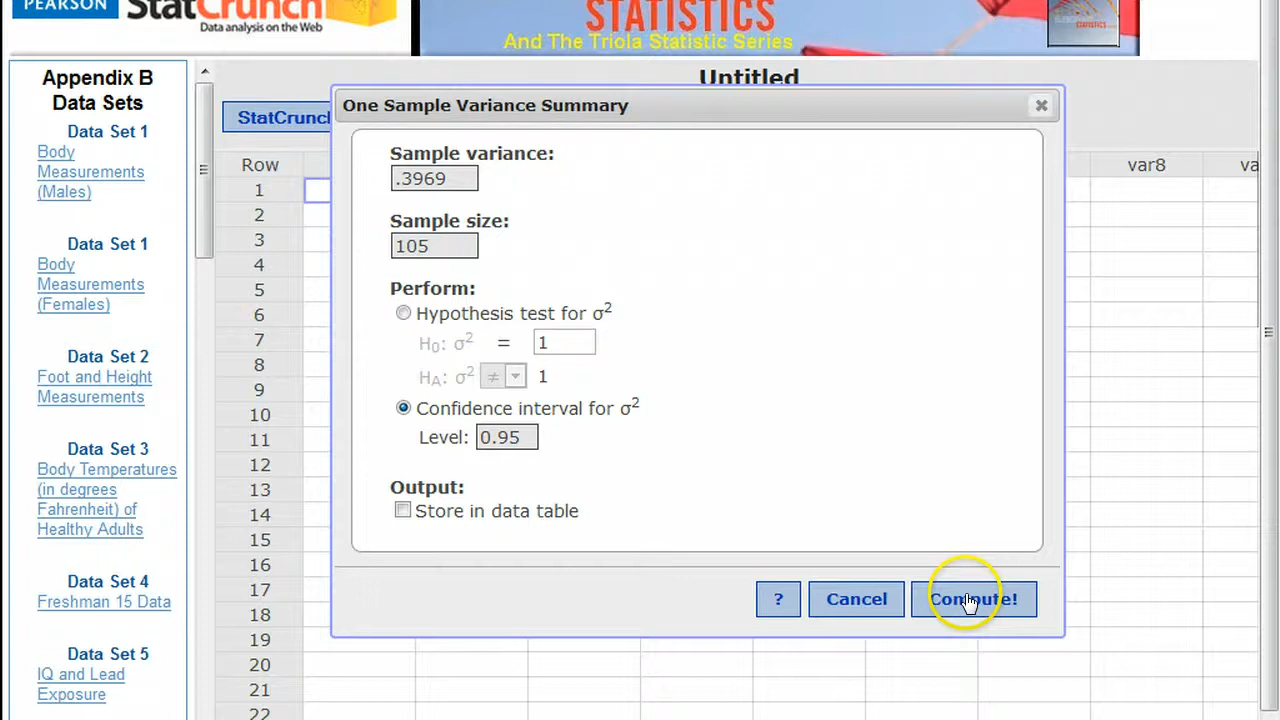 PEARSON
StatCrunch
Data analysis on the Web
STATISTICS
And The Triola Statistic Series
Appendix B
Data Sets
Data Set 1
Body
Measurements
(Males)
Data Set 1
Body
Measurements
(Females)
Data Set 2
Foot and Height
Measurements
Data Set 3
Body Temperatures
(in degrees
Fahrenheit) of
Healthy Adults
Data Set 4
Freshman 15 Data
Data Set 5
IQ and Lead
Exposure
Untitled
StatCrunch
Row var8 va
1
2
3
4
5
6
7
8
9
10
11
12
13
14
15
16
17
18
19
20
21
22
One Sample Variance Summary
Sample variance:
.3969
Sample size:
105
Perform:
Hypothesis test for σ²
H₀: σ² = 1
Hᴀ: σ² ≠ 1
Confidence interval for σ²
Level: 0.95
Output:
Store in data table
? Cancel Compute!